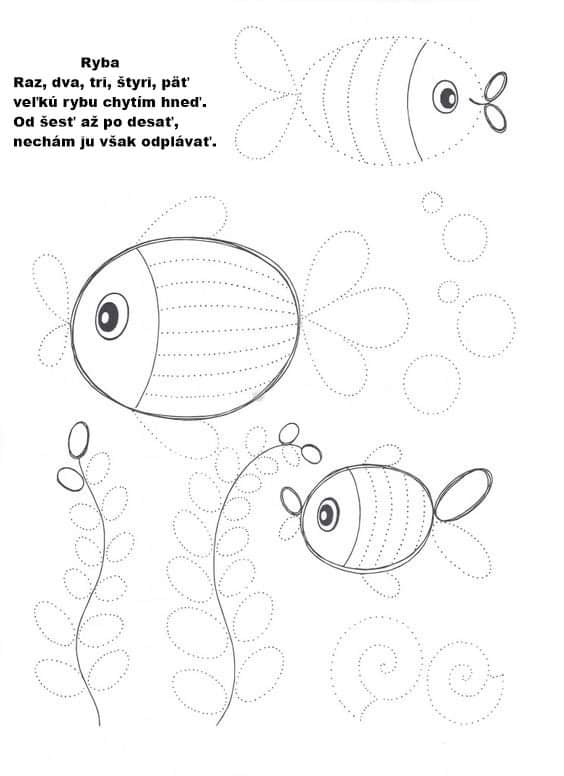 Ryba
Raz, dva, tri, štyri, päť
veľkú rybu chytím hneď.
Od šesť až po desať,
nechám ju však odplávať.